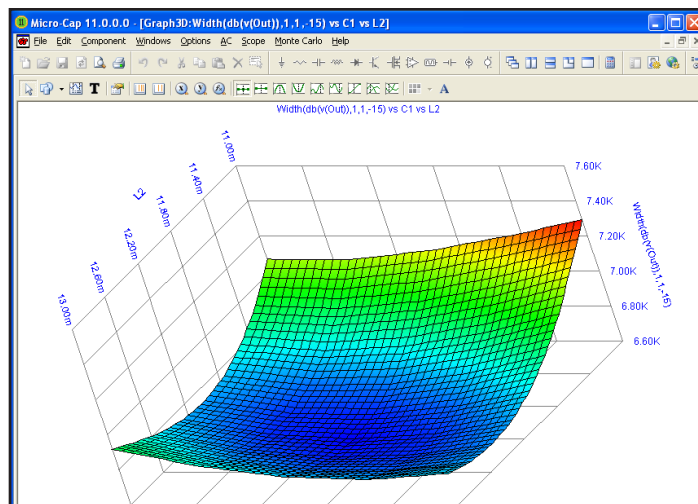 Micro-Cap 11.0.0.0 - [Graph3D:Width(db(v(Out)),1,1,-15) vs C1 vs L2]
File Edit Component Windows Options AC Scope Monte Carlo Help
T
A
Width(db(v(Out)),1,1,-15) vs C1 vs L2
11.00m
11.40m
L2
11.80m
12.20m
12.60m
13.00m
7.60K
7.40K
7.20K
7.00K
6.80K
6.60K
Width(db(v(Out)),1,1,-15)